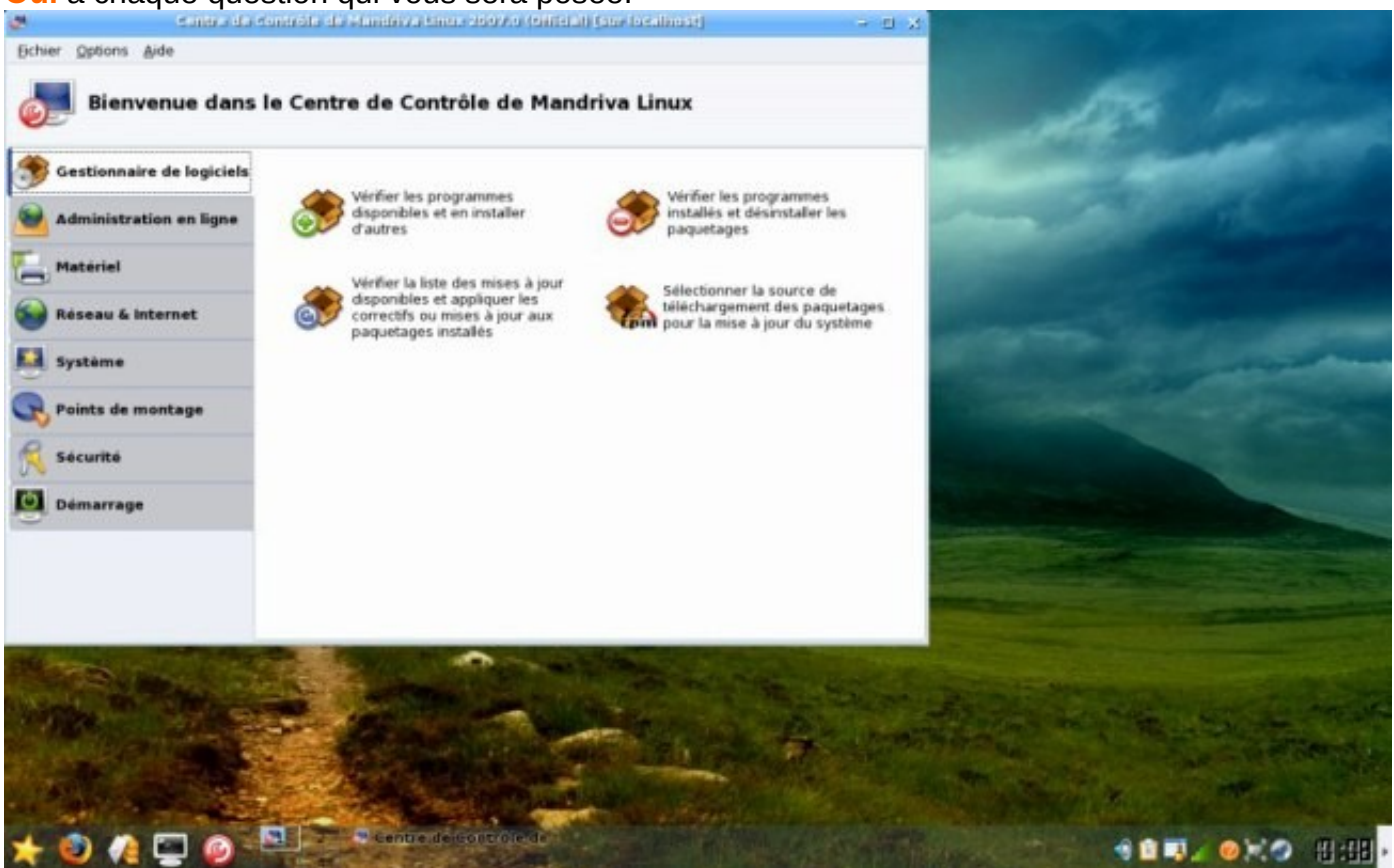 Oui à chaque question qui vous sera posée.
Centre de Contrôle de Mandriva Linux 2007.0 (Official) [sur localhost]
Fichier Options Aide
Bienvenue dans le Centre de Contrôle de Mandriva Linux
Gestionnaire de logiciels
Administration en ligne
Matériel
Réseau & Internet
Système
Points de montage
Sécurité
Démarrage
Vérifier les programmes
disponibles et en installer
d'autres
Vérifier les programmes
installés et désinstaller les
paquetages
Vérifier la liste des mises à jour
disponibles et appliquer les
correctifs ou mises à jour aux
paquetages installés
rpm
Sélectionner la source de
téléchargement des paquetages
pour la mise à jour du système
Centre de Contrôle de